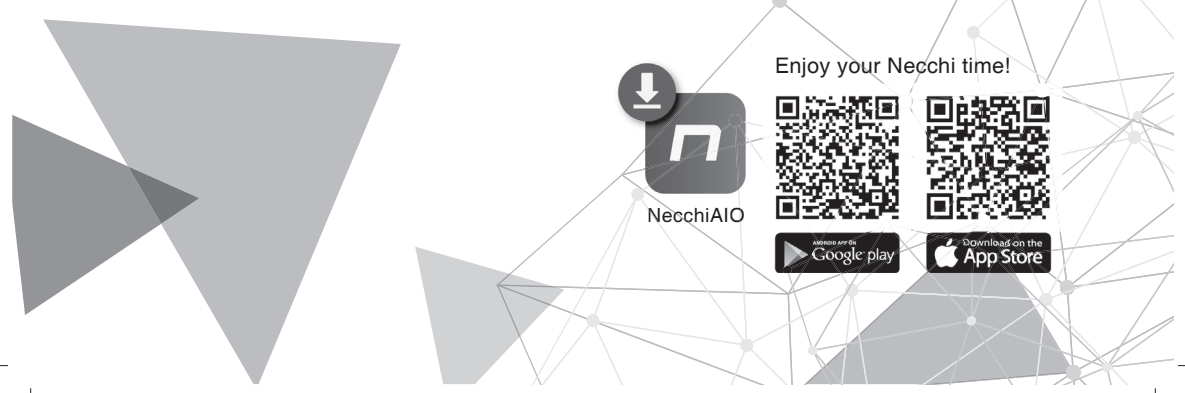 Enjoy your Necchi time!
n
NecchiAIO
ANDROID APP ON
Google play
Download on the
App Store